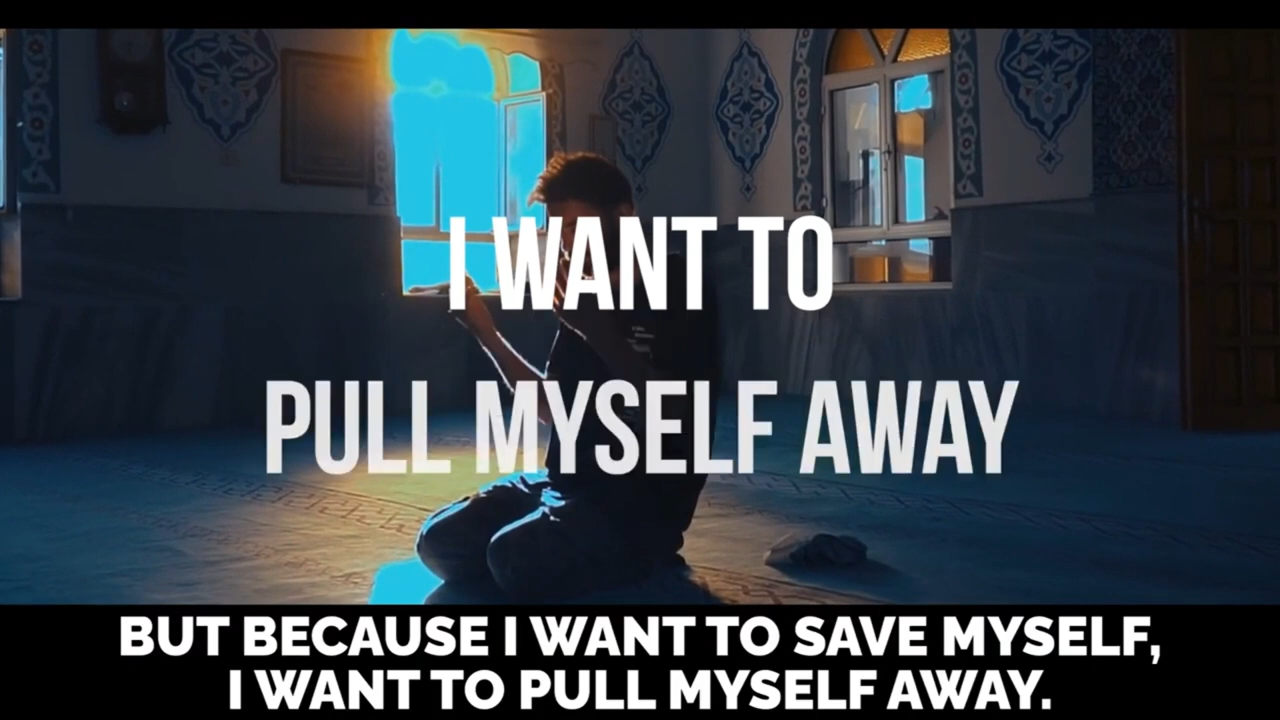 I WANT TO
PULL MYSELF AWAY
BUT BECAUSE I WANT TO SAVE MYSELF,
I WANT TO PULL MYSELF AWAY.